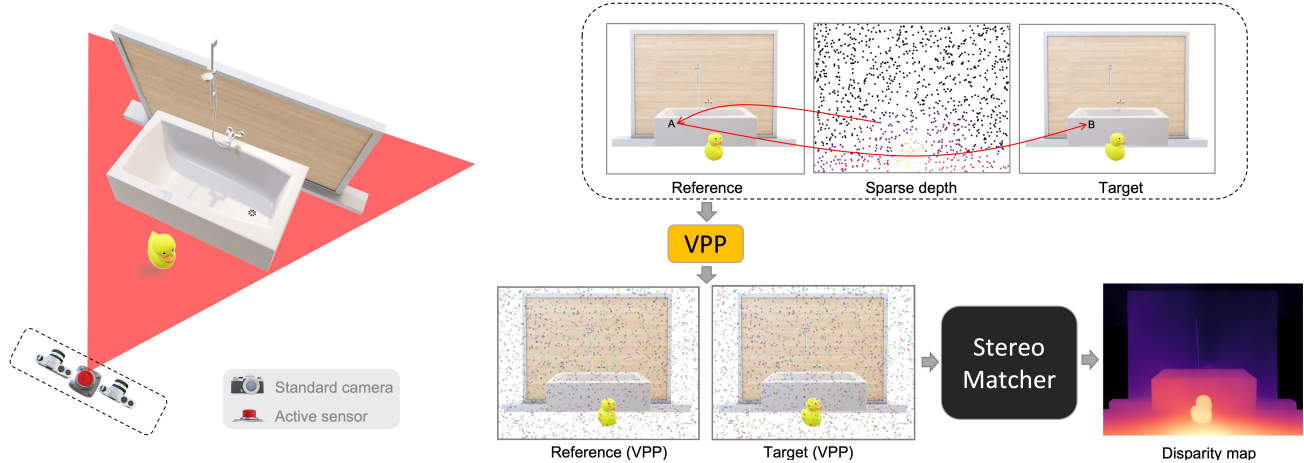 A
B
Reference
Sparse depth
Target
VPP
Standard camera
Active sensor
Stereo
Matcher
Reference (VPP)
Target (VPP)
Disparity map